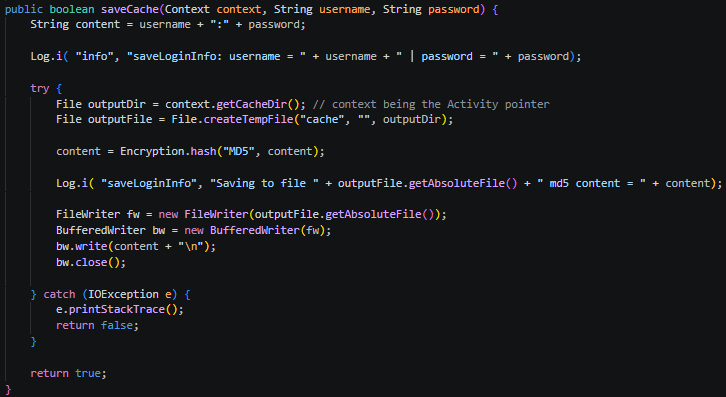 public boolean saveCache(Context context, String username, String password) {
    String content = username + ":" + password;

    Log.i( "info", "saveLoginInfo: username = " + username + " | password = " + password);

    try {
        File outputDir = context.getCacheDir(); // context being the Activity pointer
        File outputFile = File.createTempFile("cache", "", outputDir);

        content = Encryption.hash("MD5", content);

        Log.i( "saveLoginInfo", "Saving to file " + outputFile.getAbsoluteFile() + " md5 content = " + content);

        FileWriter fw = new FileWriter(outputFile.getAbsoluteFile());
        BufferedWriter bw = new BufferedWriter(fw);
        bw.write(content + "\n");
        bw.close();

    } catch (IOException e) {
        e.printStackTrace();
        return false;
    }

    return true;
}